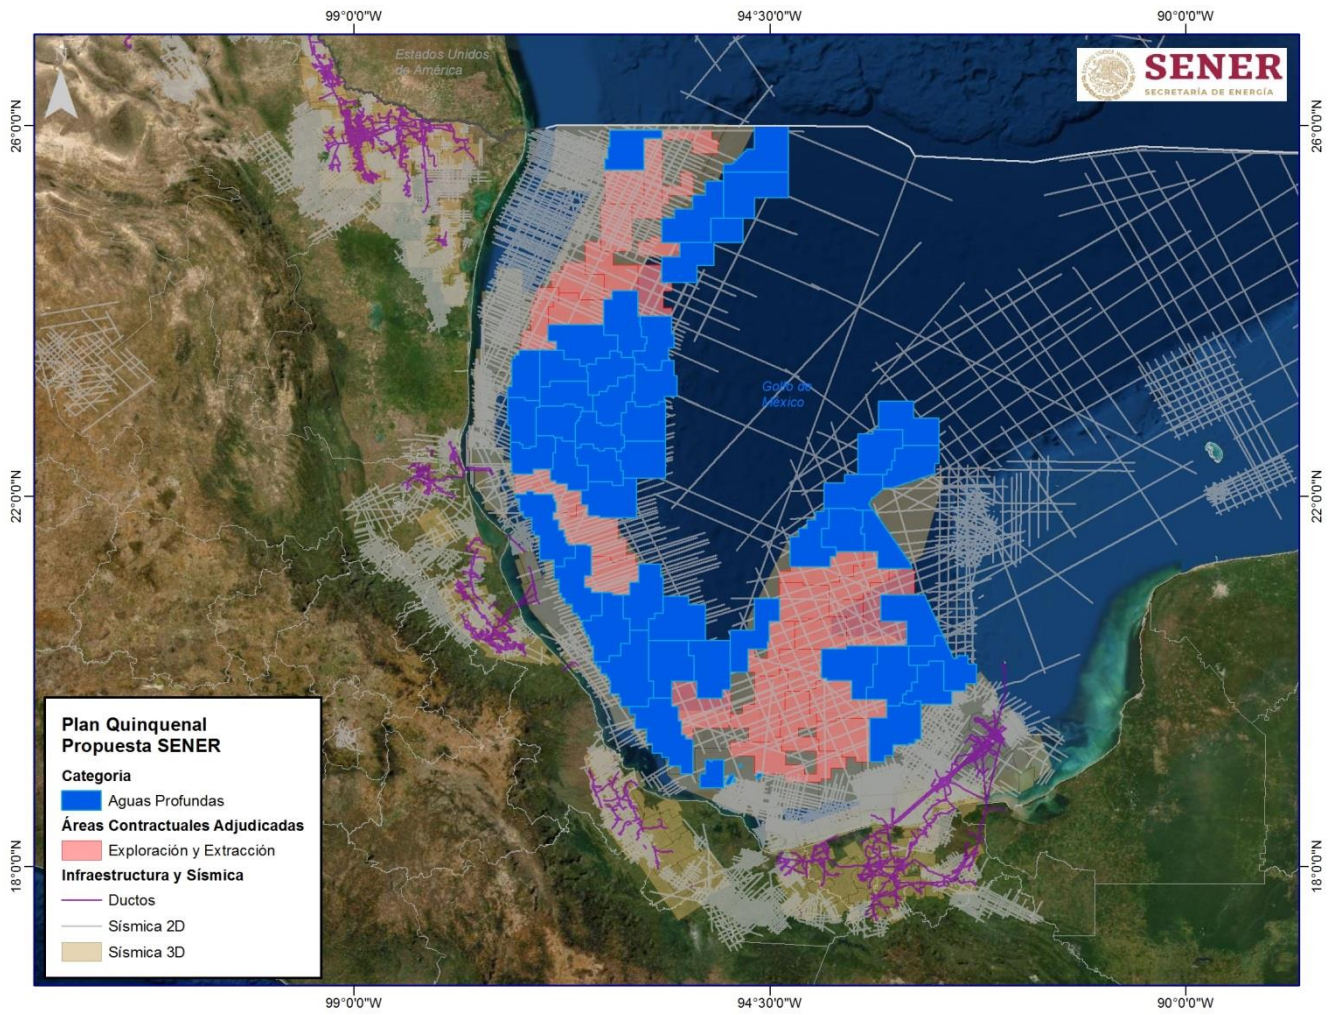 99°0'0"W
94°30'0"W
90°0'0"W
Estados Unidos
de América
SENER
SECRETARÍA DE ENERGÍA
26°0'0"N
26°0'0"N
Golfo de
México
22°0'0"N
22°0'0"N
Plan Quinquenal
Propuesta SENER
Categoria
Aguas Profundas
Áreas Contractuales Adjudicadas
Exploración y Extracción
Infraestructura y Sísmica
Ductos
Sísmica 2D
Sísmica 3D
18°0'0"N
18°0'0"N
99°0'0"W
94°30'0"W
90°0'0"W